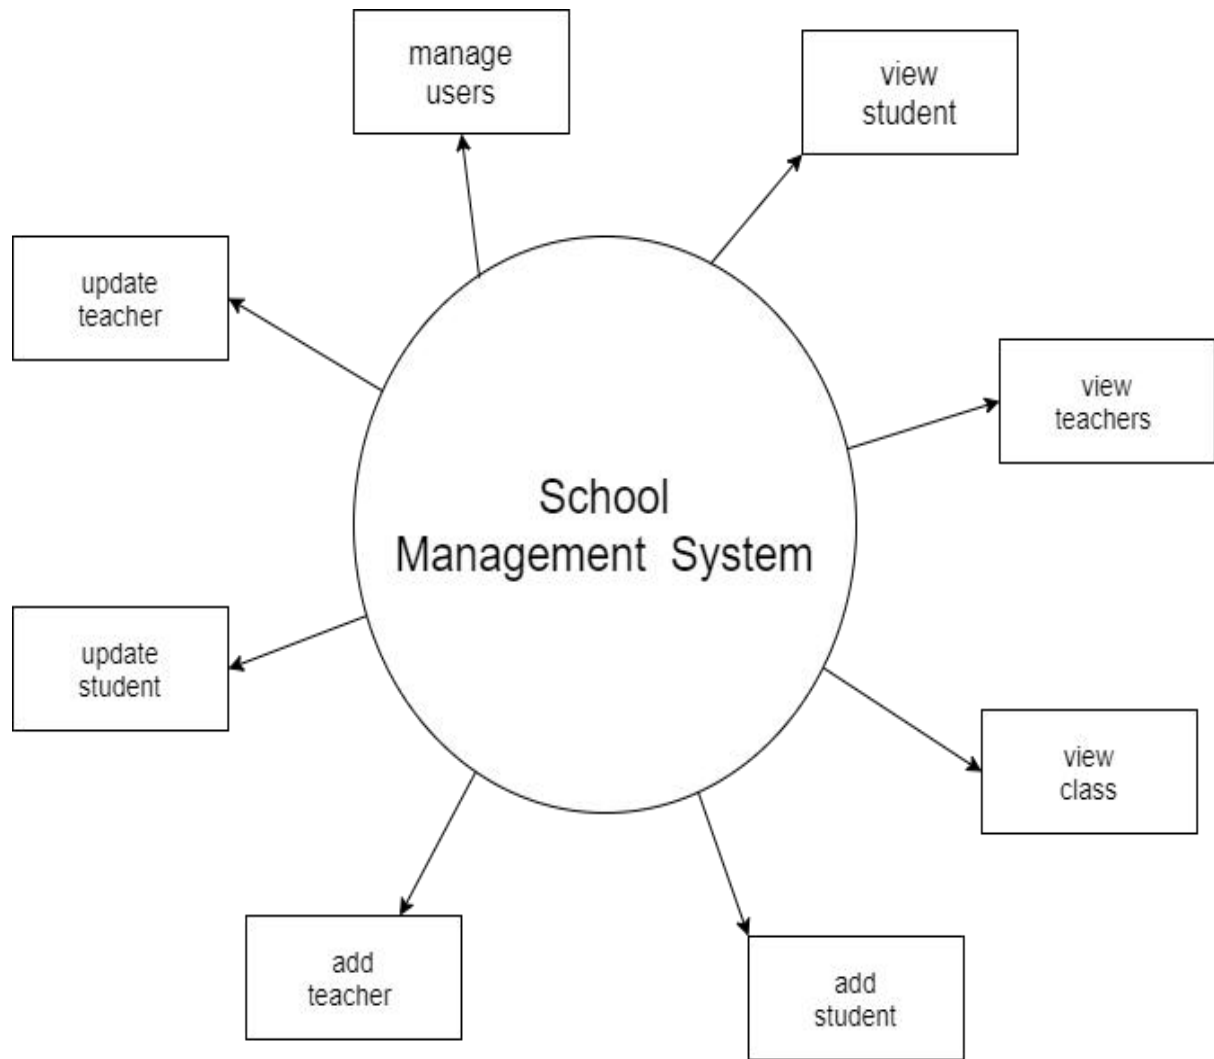 manage
users
view
student
update
teacher
view
teachers
School
Management System
update
student
view
class
add
teacher
add
student